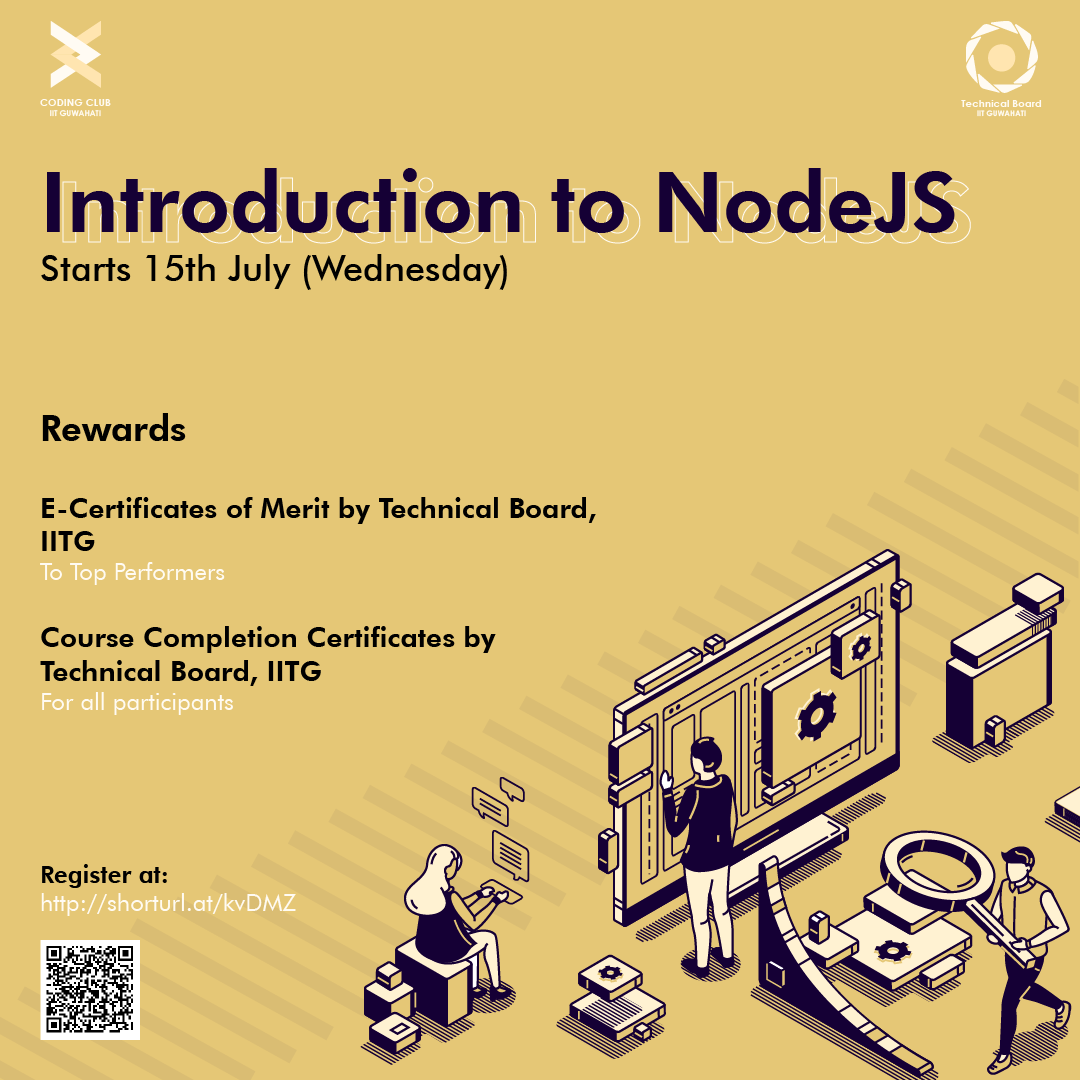 CODING CLUB
IIT GUWAHATI
Technical Board
IIT GUWAHATI
Introduction to NodeJS
Starts 15th July (Wednesday)
Rewards
E-Certificates of Merit by Technical Board,
IITG
To Top Performers
Course Completion Certificates by
Technical Board, IITG
For all participants
Register at:
http://shorturl.at/kvDMZ